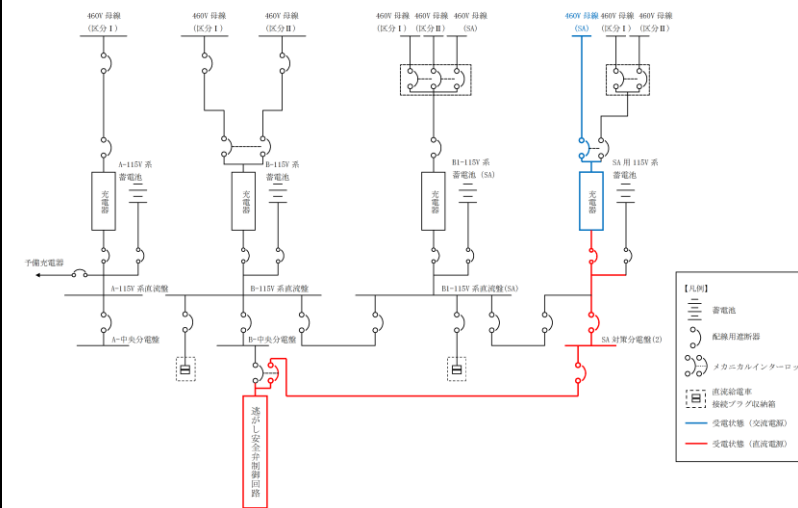 460V 母線
(区分Ⅰ)
460V 母線
(区分Ⅰ)
460V 母線
(区分Ⅱ)
460V 母線
(区分Ⅰ)
460V 母線
(区分Ⅱ)
460V 母線
(SA)
460V 母線
(SA)
460V 母線
(区分Ⅰ)
460V 母線
(区分Ⅱ)
A-115V 系
蓄電池
充電器
B-115V 系
蓄電池
充電器
B1-115V 系
蓄電池 (SA)
充電器
SA 用 115V 系
蓄電池
充電器
予備充電器
A-115V 系直流盤
B-115V 系直流盤
B1-115V 系直流盤(SA)
A-中央分電盤
B-中央分電盤
SA 対策分電盤(2)
逃がし安全弁制御回路
【凡例】
蓄電池
配線用遮断器
メカニカルインターロッ
直流給電車
接続プラグ収納箱
受電状態 (交流電源)
受電状態 (直流電源)